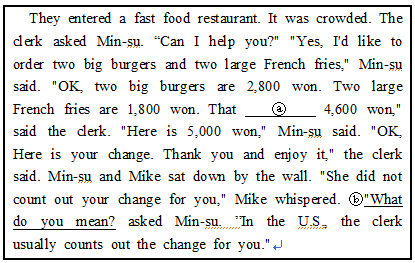 They entered a fast food restaurant. It was crowded. The
clerk asked Min-su. “Can I help you?" "Yes, I'd like to
order two big burgers and two large French fries," Min-su
said. "OK, two big burgers are 2,800 won. Two large
French fries are 1,800 won. That ⓐ 4,600 won,"
said the clerk. "Here is 5,000 won," Min-su said. "OK,
Here is your change. Thank you and enjoy it," the clerk
said. Min-su and Mike sat down by the wall. "She did not
count out your change for you," Mike whispered. ⓑ"What
do you mean? asked Min-su. ”In the U.S., the clerk
usually counts out the change for you."